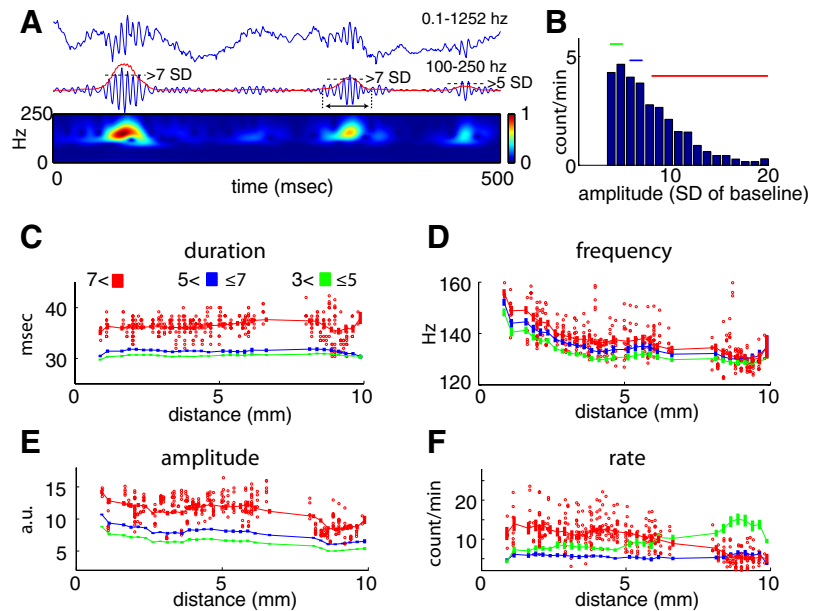 A
0.1-1252 hz
100-250 hz
>7 SD
>7 SD
>5 SD
250
Hz
0
1
0
0
time (msec)
500
B
5
count/min
0
10
20
amplitude (SD of baseline)
C
duration
7<
5< ≤7
3< ≤5
msec
40
30
0
5
10
distance (mm)
D
frequency
Hz
160
140
120
0
5
10
distance (mm)
E
amplitude
a.u.
15
10
5
0
5
10
distance (mm)
F
rate
count/min
20
10
0
5
10
distance (mm)